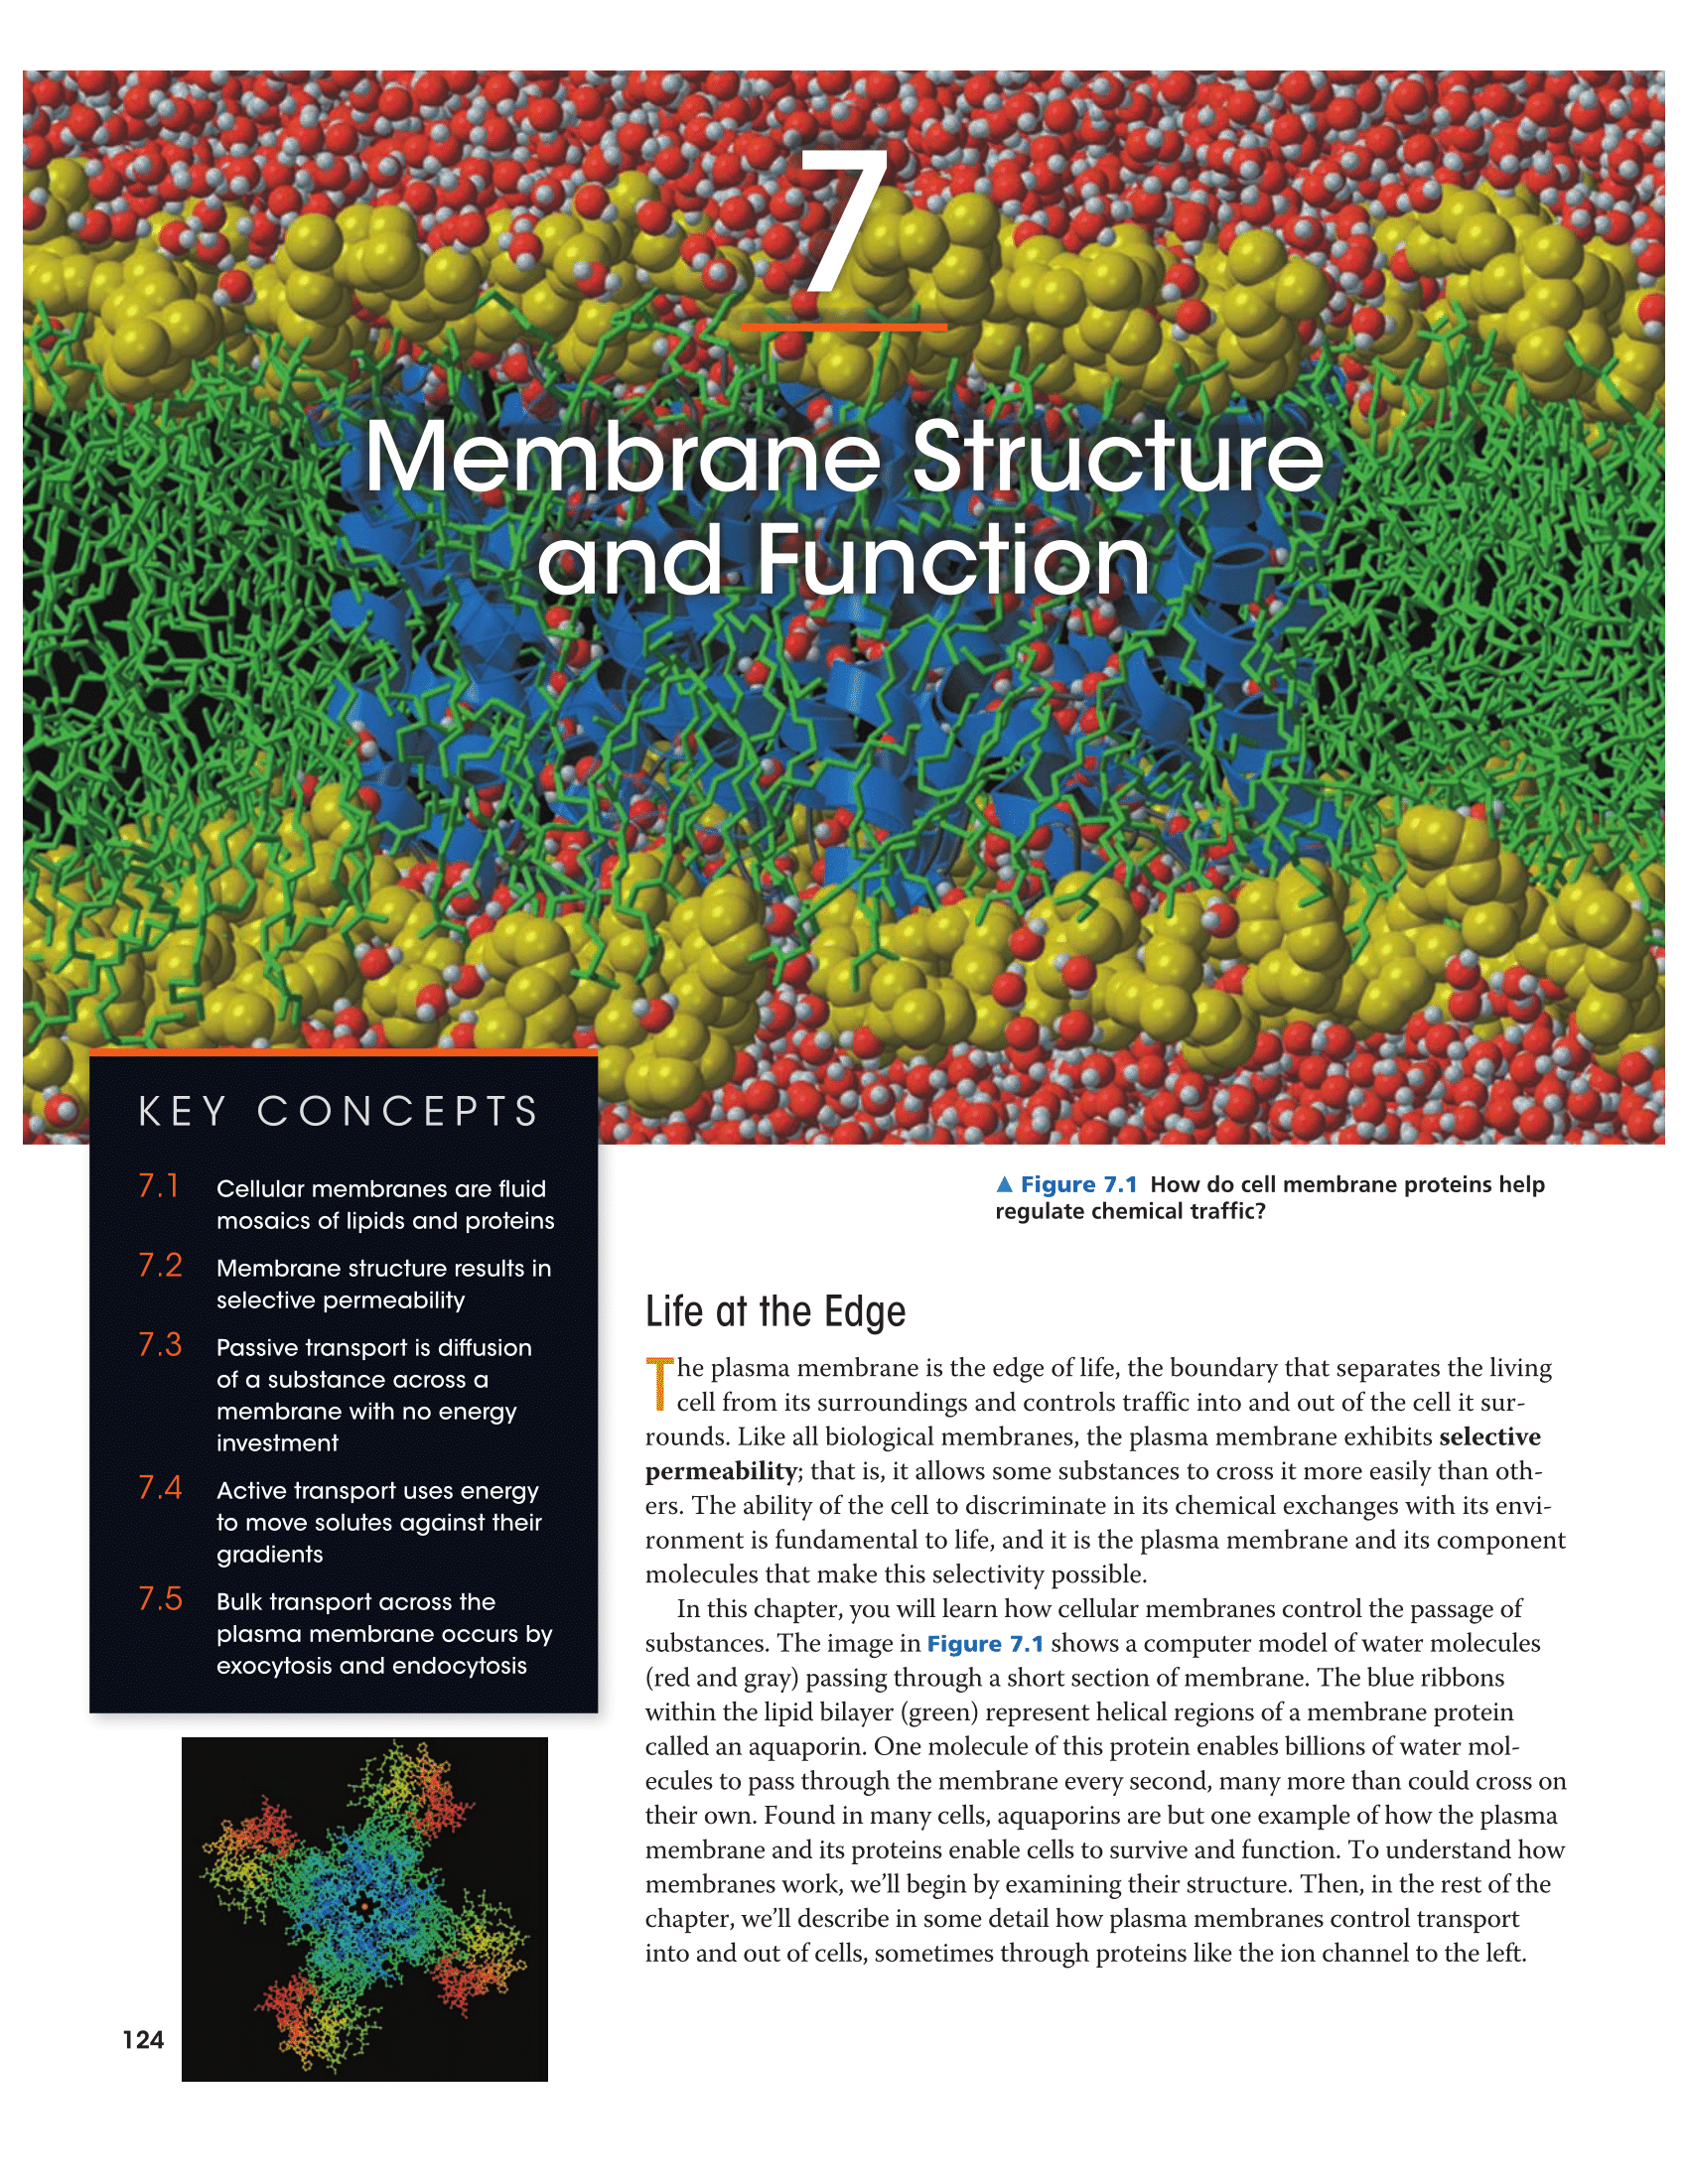 7
Membrane Structure
and Function
KEY CONCEPTS
7.1 Cellular membranes are fluid
mosaics of lipids and proteins
7.2 Membrane structure results in
selective permeability
7.3 Passive transport is diffusion
of a substance across a
membrane with no energy
investment
7.4 Active transport uses energy
to move solutes against their
gradients
7.5 Bulk transport across the
plasma membrane occurs by
exocytosis and endocytosis
▲ Figure 7.1 How do cell membrane proteins help
regulate chemical traffic?
Life at the Edge
The plasma membrane is the edge of life, the boundary that separates the living
cell from its surroundings and controls traffic into and out of the cell it sur-
rounds. Like all biological membranes, the plasma membrane exhibits selective
permeability; that is, it allows some substances to cross it more easily than oth-
ers. The ability of the cell to discriminate in its chemical exchanges with its envi-
ronment is fundamental to life, and it is the plasma membrane and its component
molecules that make this selectivity possible.
In this chapter, you will learn how cellular membranes control the passage of
substances. The image in Figure 7.1 shows a computer model of water molecules
(red and gray) passing through a short section of membrane. The blue ribbons
within the lipid bilayer (green) represent helical regions of a membrane protein
called an aquaporin. One molecule of this protein enables billions of water mol-
ecules to pass through the membrane every second, many more than could cross on
their own. Found in many cells, aquaporins are but one example of how the plasma
membrane and its proteins enable cells to survive and function. To understand how
membranes work, we’ll begin by examining their structure. Then, in the rest of the
chapter, we’ll describe in some detail how plasma membranes control transport
into and out of cells, sometimes through proteins like the ion channel to the left.
124